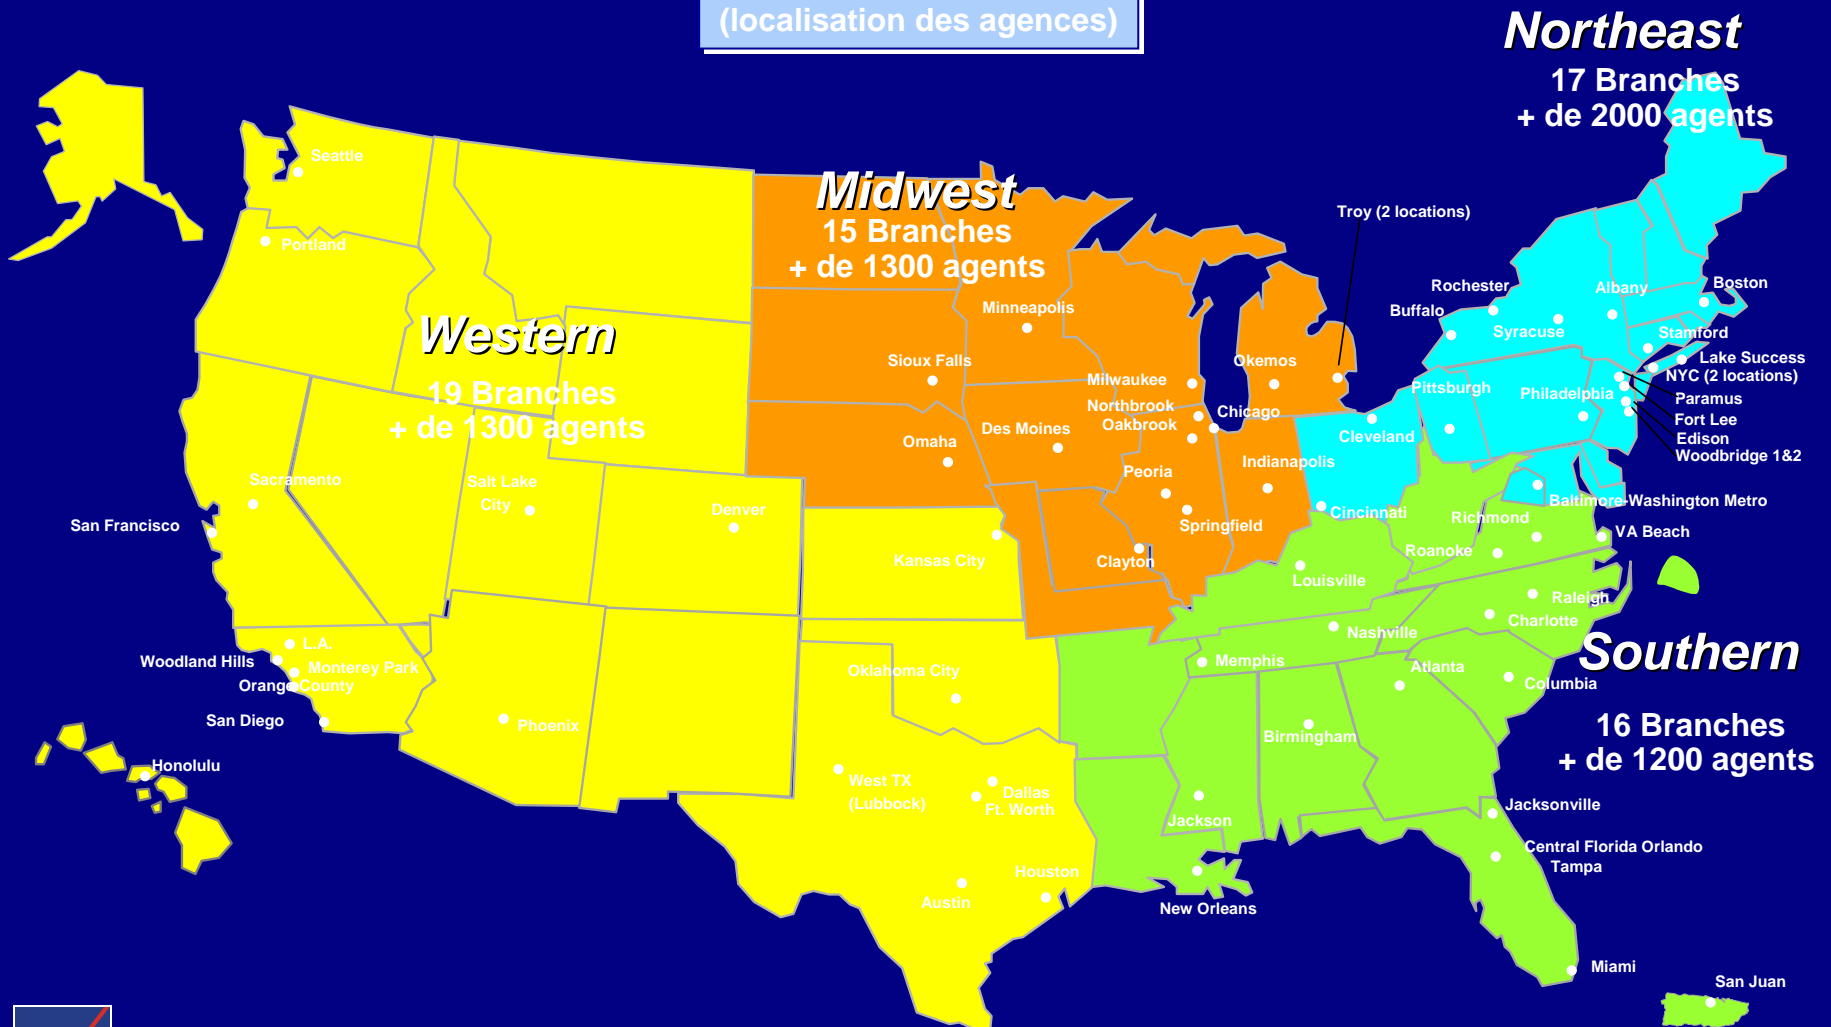 (localisation des agences)
Northeast
17 Branches
+ de 2000 agents
Midwest
15 Branches
+ de 1300 agents
Western
19 Branches
+ de 1300 agents
Southern
16 Branches
+ de 1200 agents
Seattle
Portland
Sacramento
San Francisco
Salt Lake
City
Denver
L.A.
Woodland Hills
Monterey Park
Orange County
San Diego
Phoenix
Honolulu
Kansas City
Oklahoma City
West TX
(Lubbock)
Dallas
Ft. Worth
Austin
Houston
Minneapolis
Sioux Falls
Omaha
Des Moines
Milwaukee
Northbrook
Oakbrook
Chicago
Peoria
Springfield
Clayton
Indianapolis
Okemos
Troy (2 locations)
Cleveland
Cincinnati
Pittsburgh
Philadelphia
Buffalo
Rochester
Syracuse
Albany
Boston
Stamford
Lake Success
NYC (2 locations)
Paramus
Fort Lee
Edison
Woodbridge 1&2
Baltimore-Washington Metro
Richmond
VA Beach
Roanoke
Louisville
Raleigh
Charlotte
Nashville
Memphis
Atlanta
Columbia
Birmingham
Jackson
New Orleans
Jacksonville
Central Florida Orlando
Tampa
Miami
San Juan